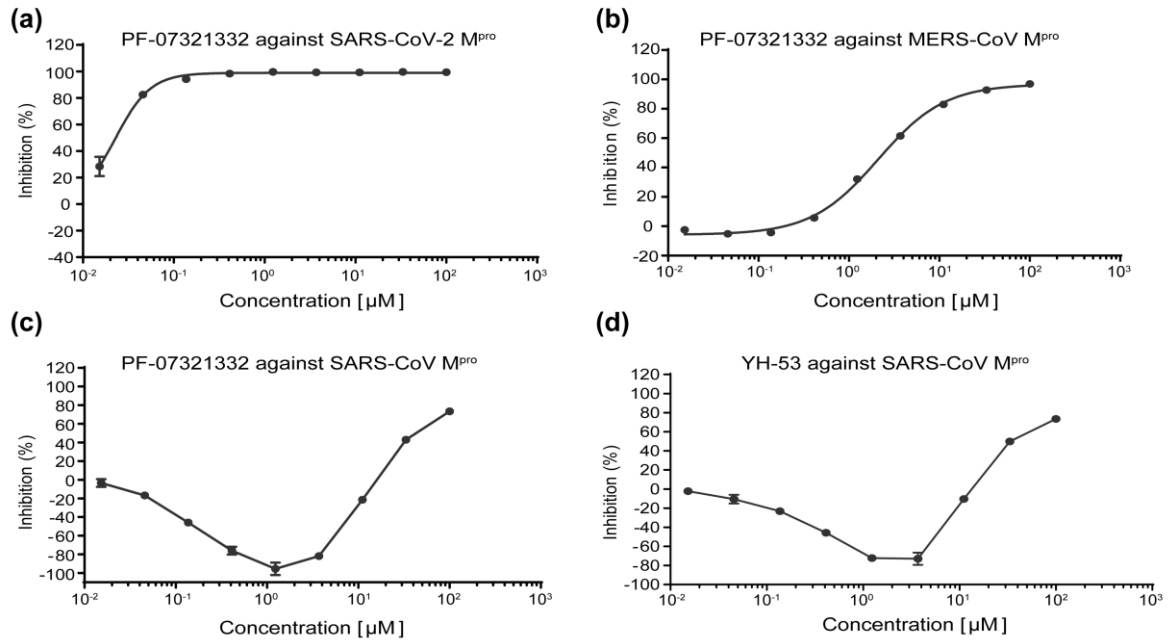 (a)
PF-07321332 against SARS-CoV-2 Mᵖʳᵒ
Inhibition (%)
120
100
80
60
40
20
0
-20
-40
10⁻² 10⁻¹ 10⁰ 10¹ 10² 10³
Concentration [µM]
(b)
PF-07321332 against MERS-CoV Mᵖʳᵒ
Inhibition (%)
120
100
80
60
40
20
0
-20
10⁻² 10⁻¹ 10⁰ 10¹ 10² 10³
Concentration [µM]
(c)
PF-07321332 against SARS-CoV Mᵖʳᵒ
Inhibition (%)
120
100
80
60
40
20
0
-20
-40
-60
-80
-100
10⁻² 10⁻¹ 10⁰ 10¹ 10² 10³
Concentration [µM]
(d)
YH-53 against SARS-CoV Mᵖʳᵒ
Inhibition (%)
120
100
80
60
40
20
0
-20
-40
-60
-80
-100
10⁻² 10⁻¹ 10⁰ 10¹ 10² 10³
Concentration [µM]